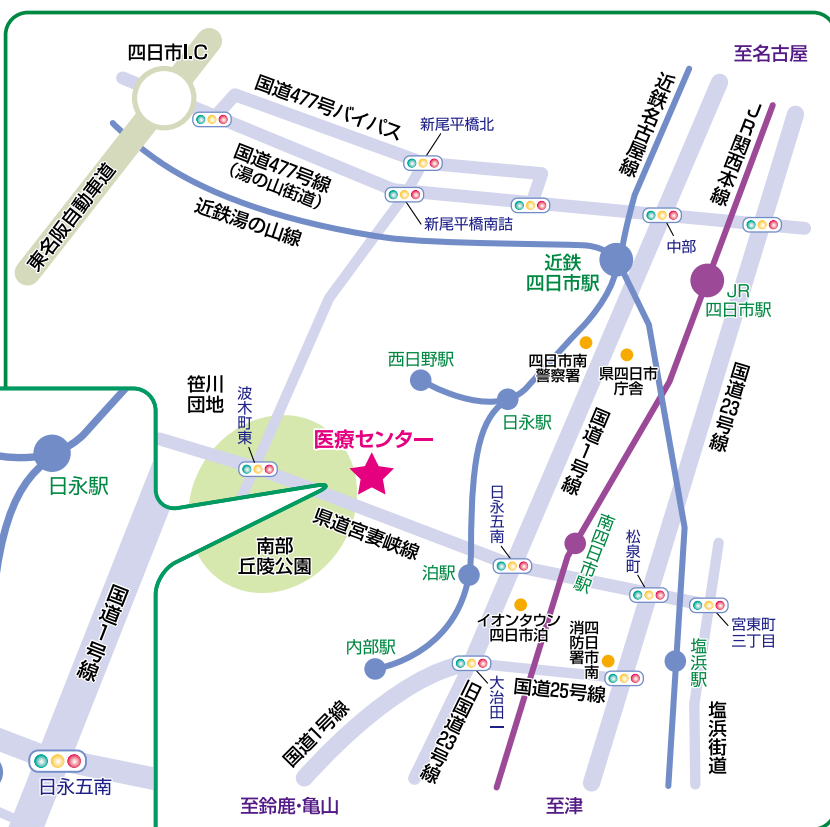 四日市I.C
至名古屋
国道477号バイパス
新尾平橋北
近鉄名古屋線
JR関西本線
国道477号線
(湯の山街道)
東名阪自動車道
近鉄湯の山線
新尾平橋南詰
中部
近鉄
四日市駅
JR
四日市駅
西日野駅
四日市南
警察署
県四日市
庁舎
国道23号線
笹川
団地
波木町東
医療センター
日永駅
国道1号線
日永駅
県道宮妻峡線
日永五南
南四日市駅
松泉町
南部
丘陵公園
泊駅
イオンタウン
四日市泊
宮東町
三丁目
国道1号線
内部駅
四日市南
消防署
塩浜駅
大治田一
国道25号線
旧国道23号線
国道1号線
塩浜街道
日永五南
至鈴鹿・亀山
至津